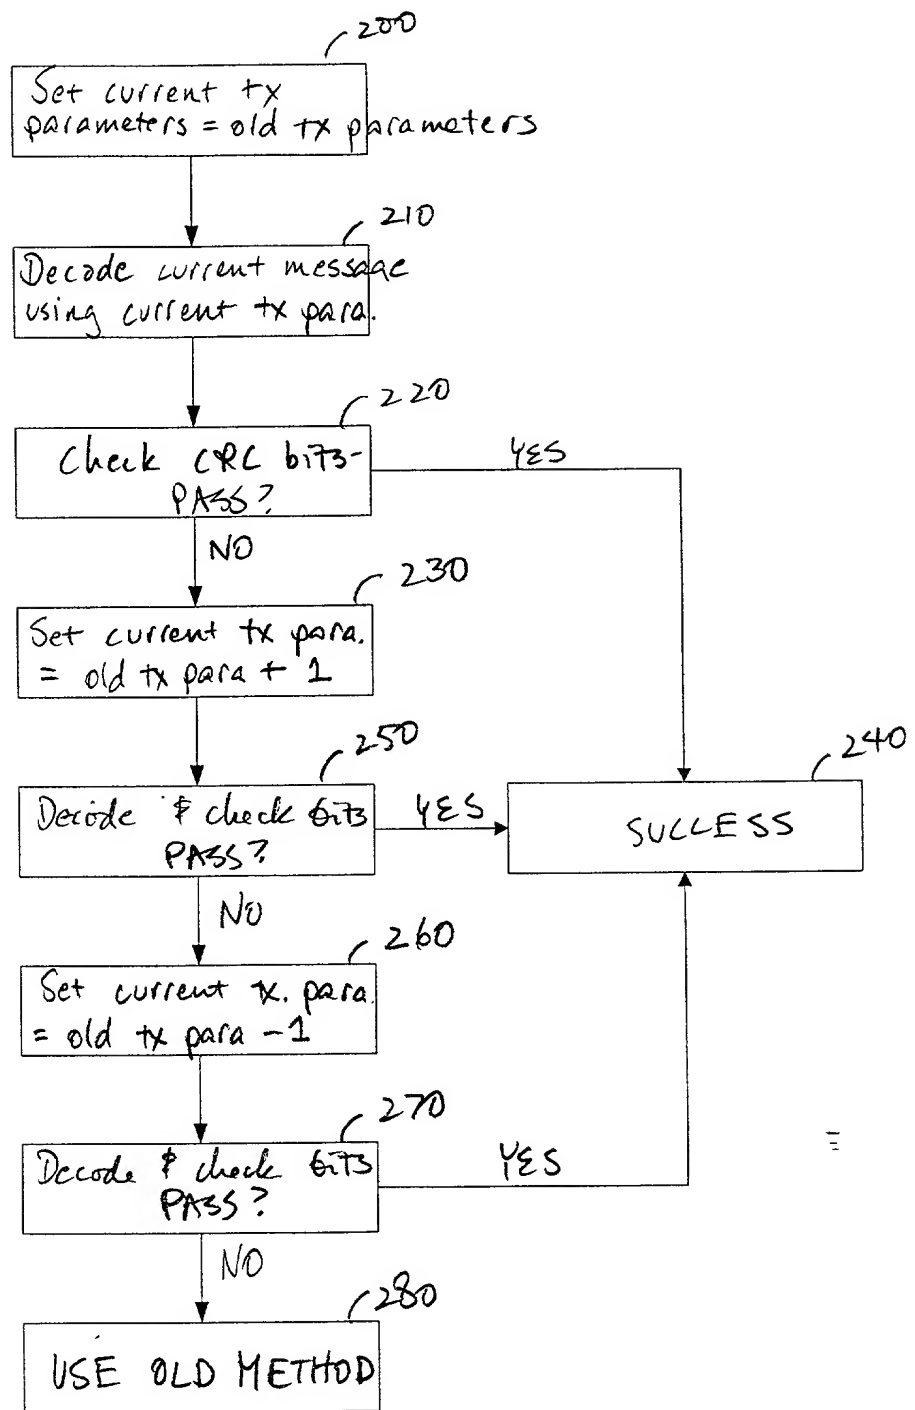 200
Set current tx
parameters = old tx parameters
210
Decode current message
using current tx para.
220
Check CRC bits-
PASS?
YES
NO
230
Set current tx para.
= old tx para + 1
250
240
Decode & check bits
PASS?
YES
SUCCESS
NO
260
Set current tx. para.
= old tx para - 1
270
Decode & check bits
PASS?
YES
NO
280
USE OLD METHOD